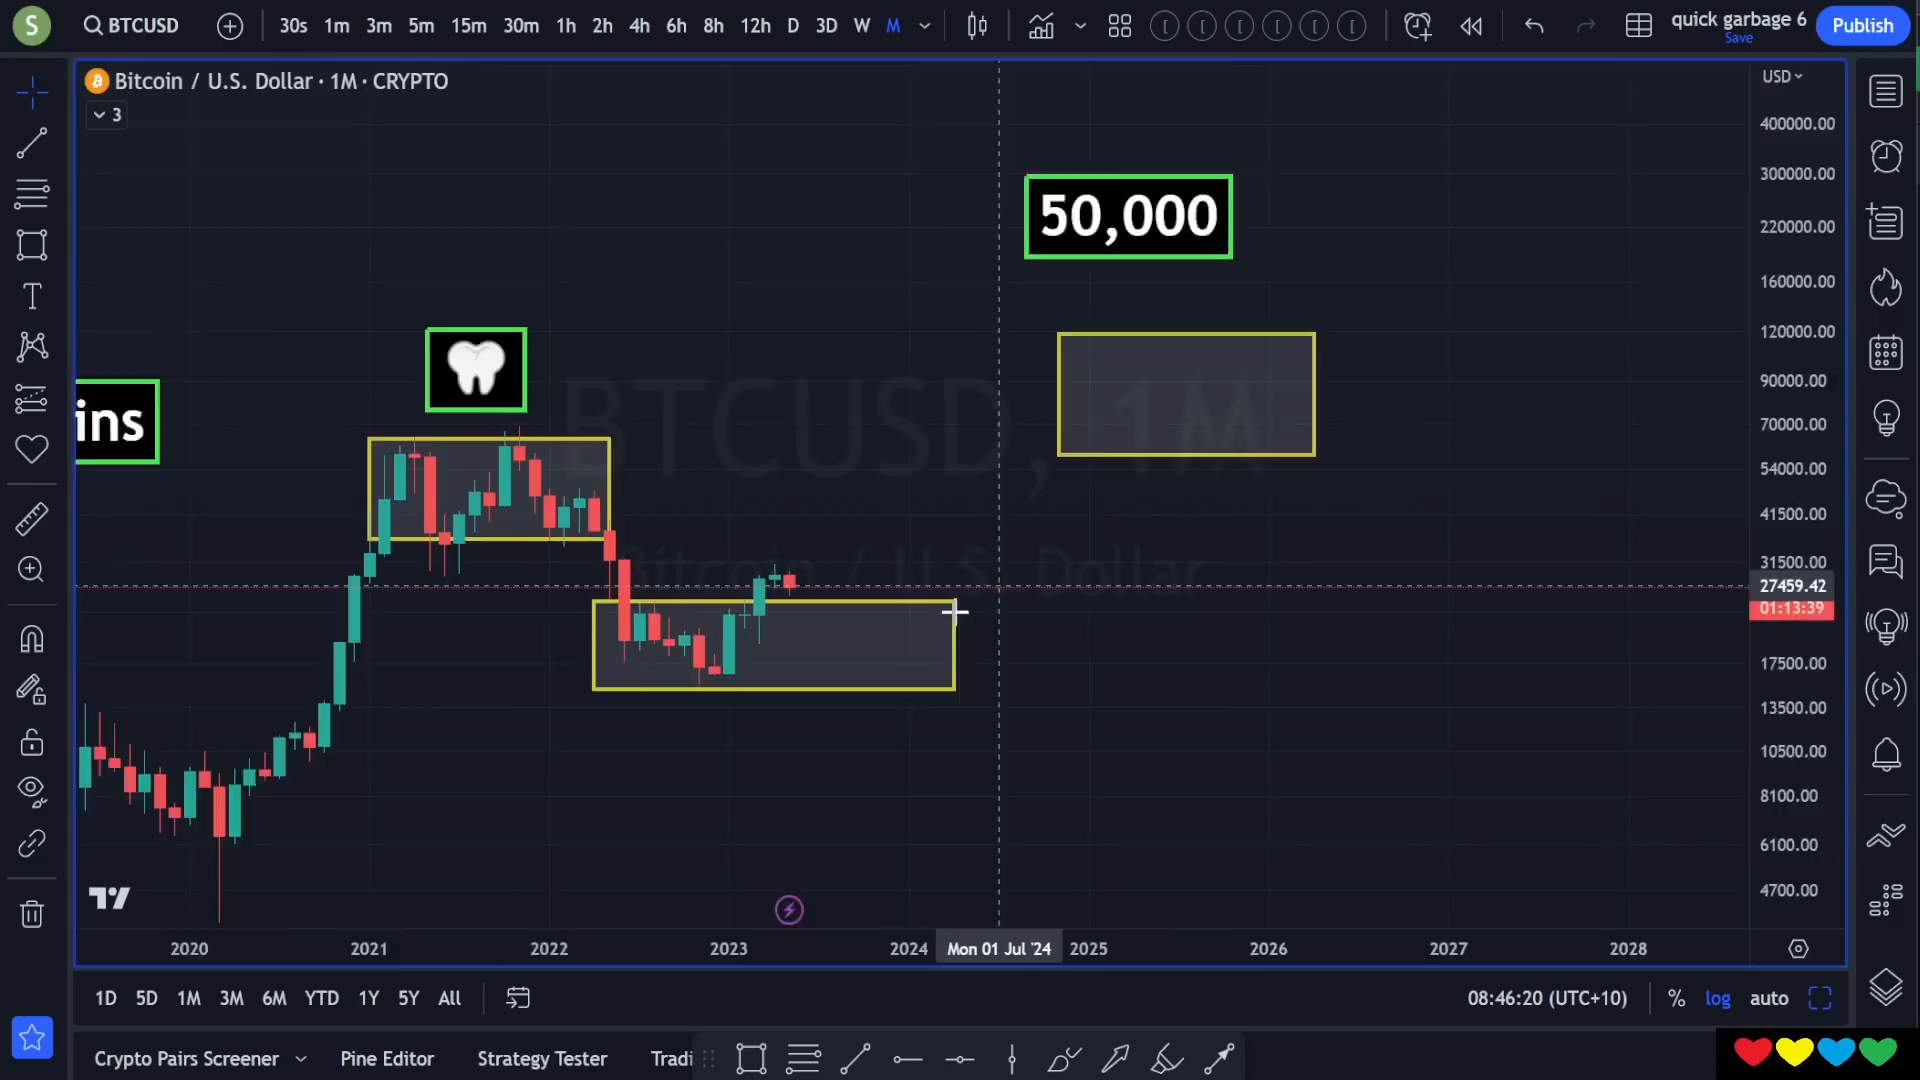 S
BTCUSD
30s 1m 3m 5m 15m 30m 1h 2h 4h 6h 8h 12h D 3D W M
quick garbage 6
Save
Publish
Bitcoin / U.S. Dollar · 1M · CRYPTO
3
USD
400000.00
300000.00
220000.00
160000.00
120000.00
90000.00
70000.00
54000.00
41500.00
31500.00
27459.42
01:13:39
17500.00
13500.00
10500.00
8100.00
6100.00
4700.00
50,000
ins
BTCUSD, 1M
Bitcoin / U.S. Dollar
2020 2021 2022 2023 2024 Mon 01 Jul '24 2025 2026 2027 2028
1D 5D 1M 3M 6M YTD 1Y 5Y All
08:46:20 (UTC+10) % log auto
Crypto Pairs Screener Pine Editor Strategy Tester Tradi